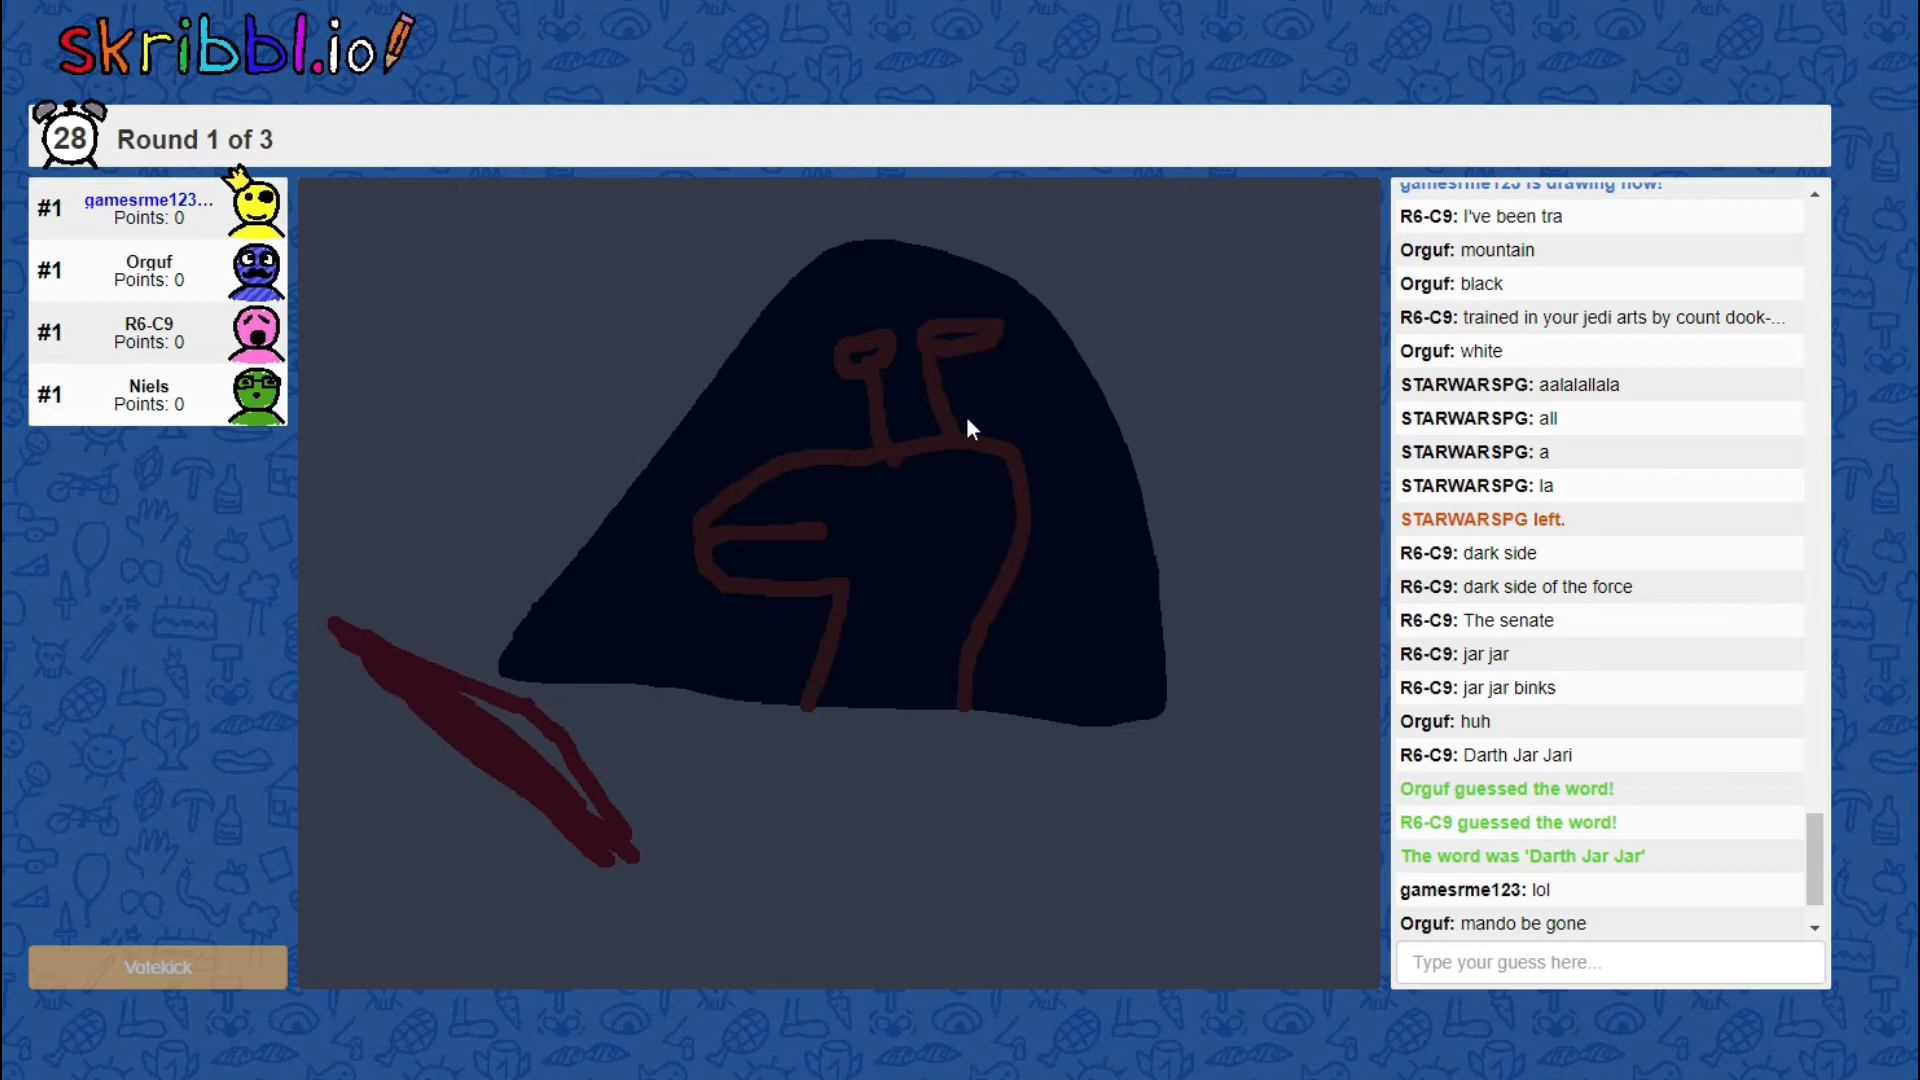 skribbl.io
28
Round 1 of 3
#1
gamesrme123...
Points: 0
#1
Orguf
Points: 0
#1
R6-C9
Points: 0
#1
Niels
Points: 0
Votekick
gamesrme123 is drawing now!
R6-C9: I've been tra
Orguf: mountain
Orguf: black
R6-C9: trained in your jedi arts by count dook-...
Orguf: white
STARWARSPG: aalalallala
STARWARSPG: all
STARWARSPG: a
STARWARSPG: la
STARWARSPG left.
R6-C9: dark side
R6-C9: dark side of the force
R6-C9: The senate
R6-C9: jar jar
R6-C9: jar jar binks
Orguf: huh
R6-C9: Darth Jar Jari
Orguf guessed the word!
R6-C9 guessed the word!
The word was 'Darth Jar Jar'
gamesrme123: lol
Orguf: mando be gone
Type your guess here...